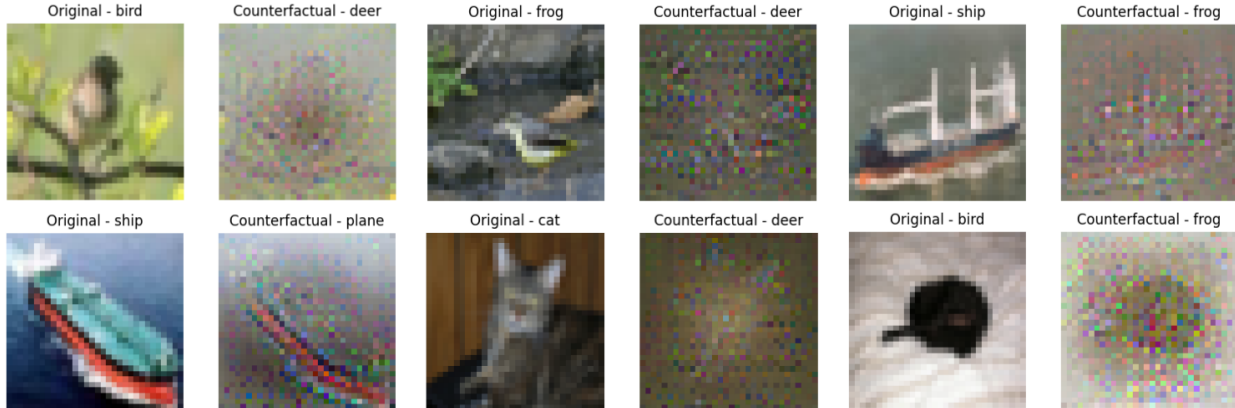 Original - bird
Counterfactual - deer
Original - frog
Counterfactual - deer
Original - ship
Counterfactual - frog
Original - ship
Counterfactual - plane
Original - cat
Counterfactual - deer
Original - bird
Counterfactual - frog